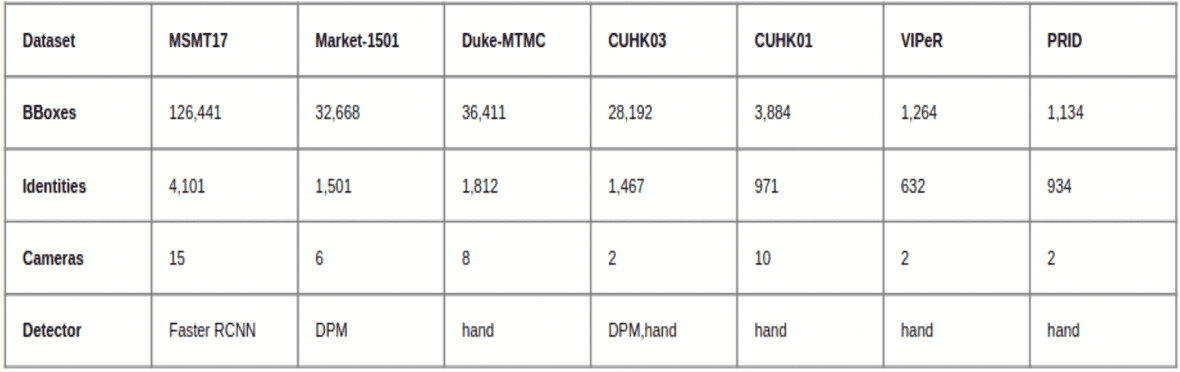 Dataset MSMT17 Market-1501 Duke-MTMC CUHK03 CUHK01 VIPeR PRID
BBoxes 126,441 32,668 36,411 28,192 3,884 1,264 1,134
Identities 4,101 1,501 1,812 1,467 971 632 934
Cameras 15 6 8 2 10 2 2
Detector Faster RCNN DPM hand DPM,hand hand hand hand